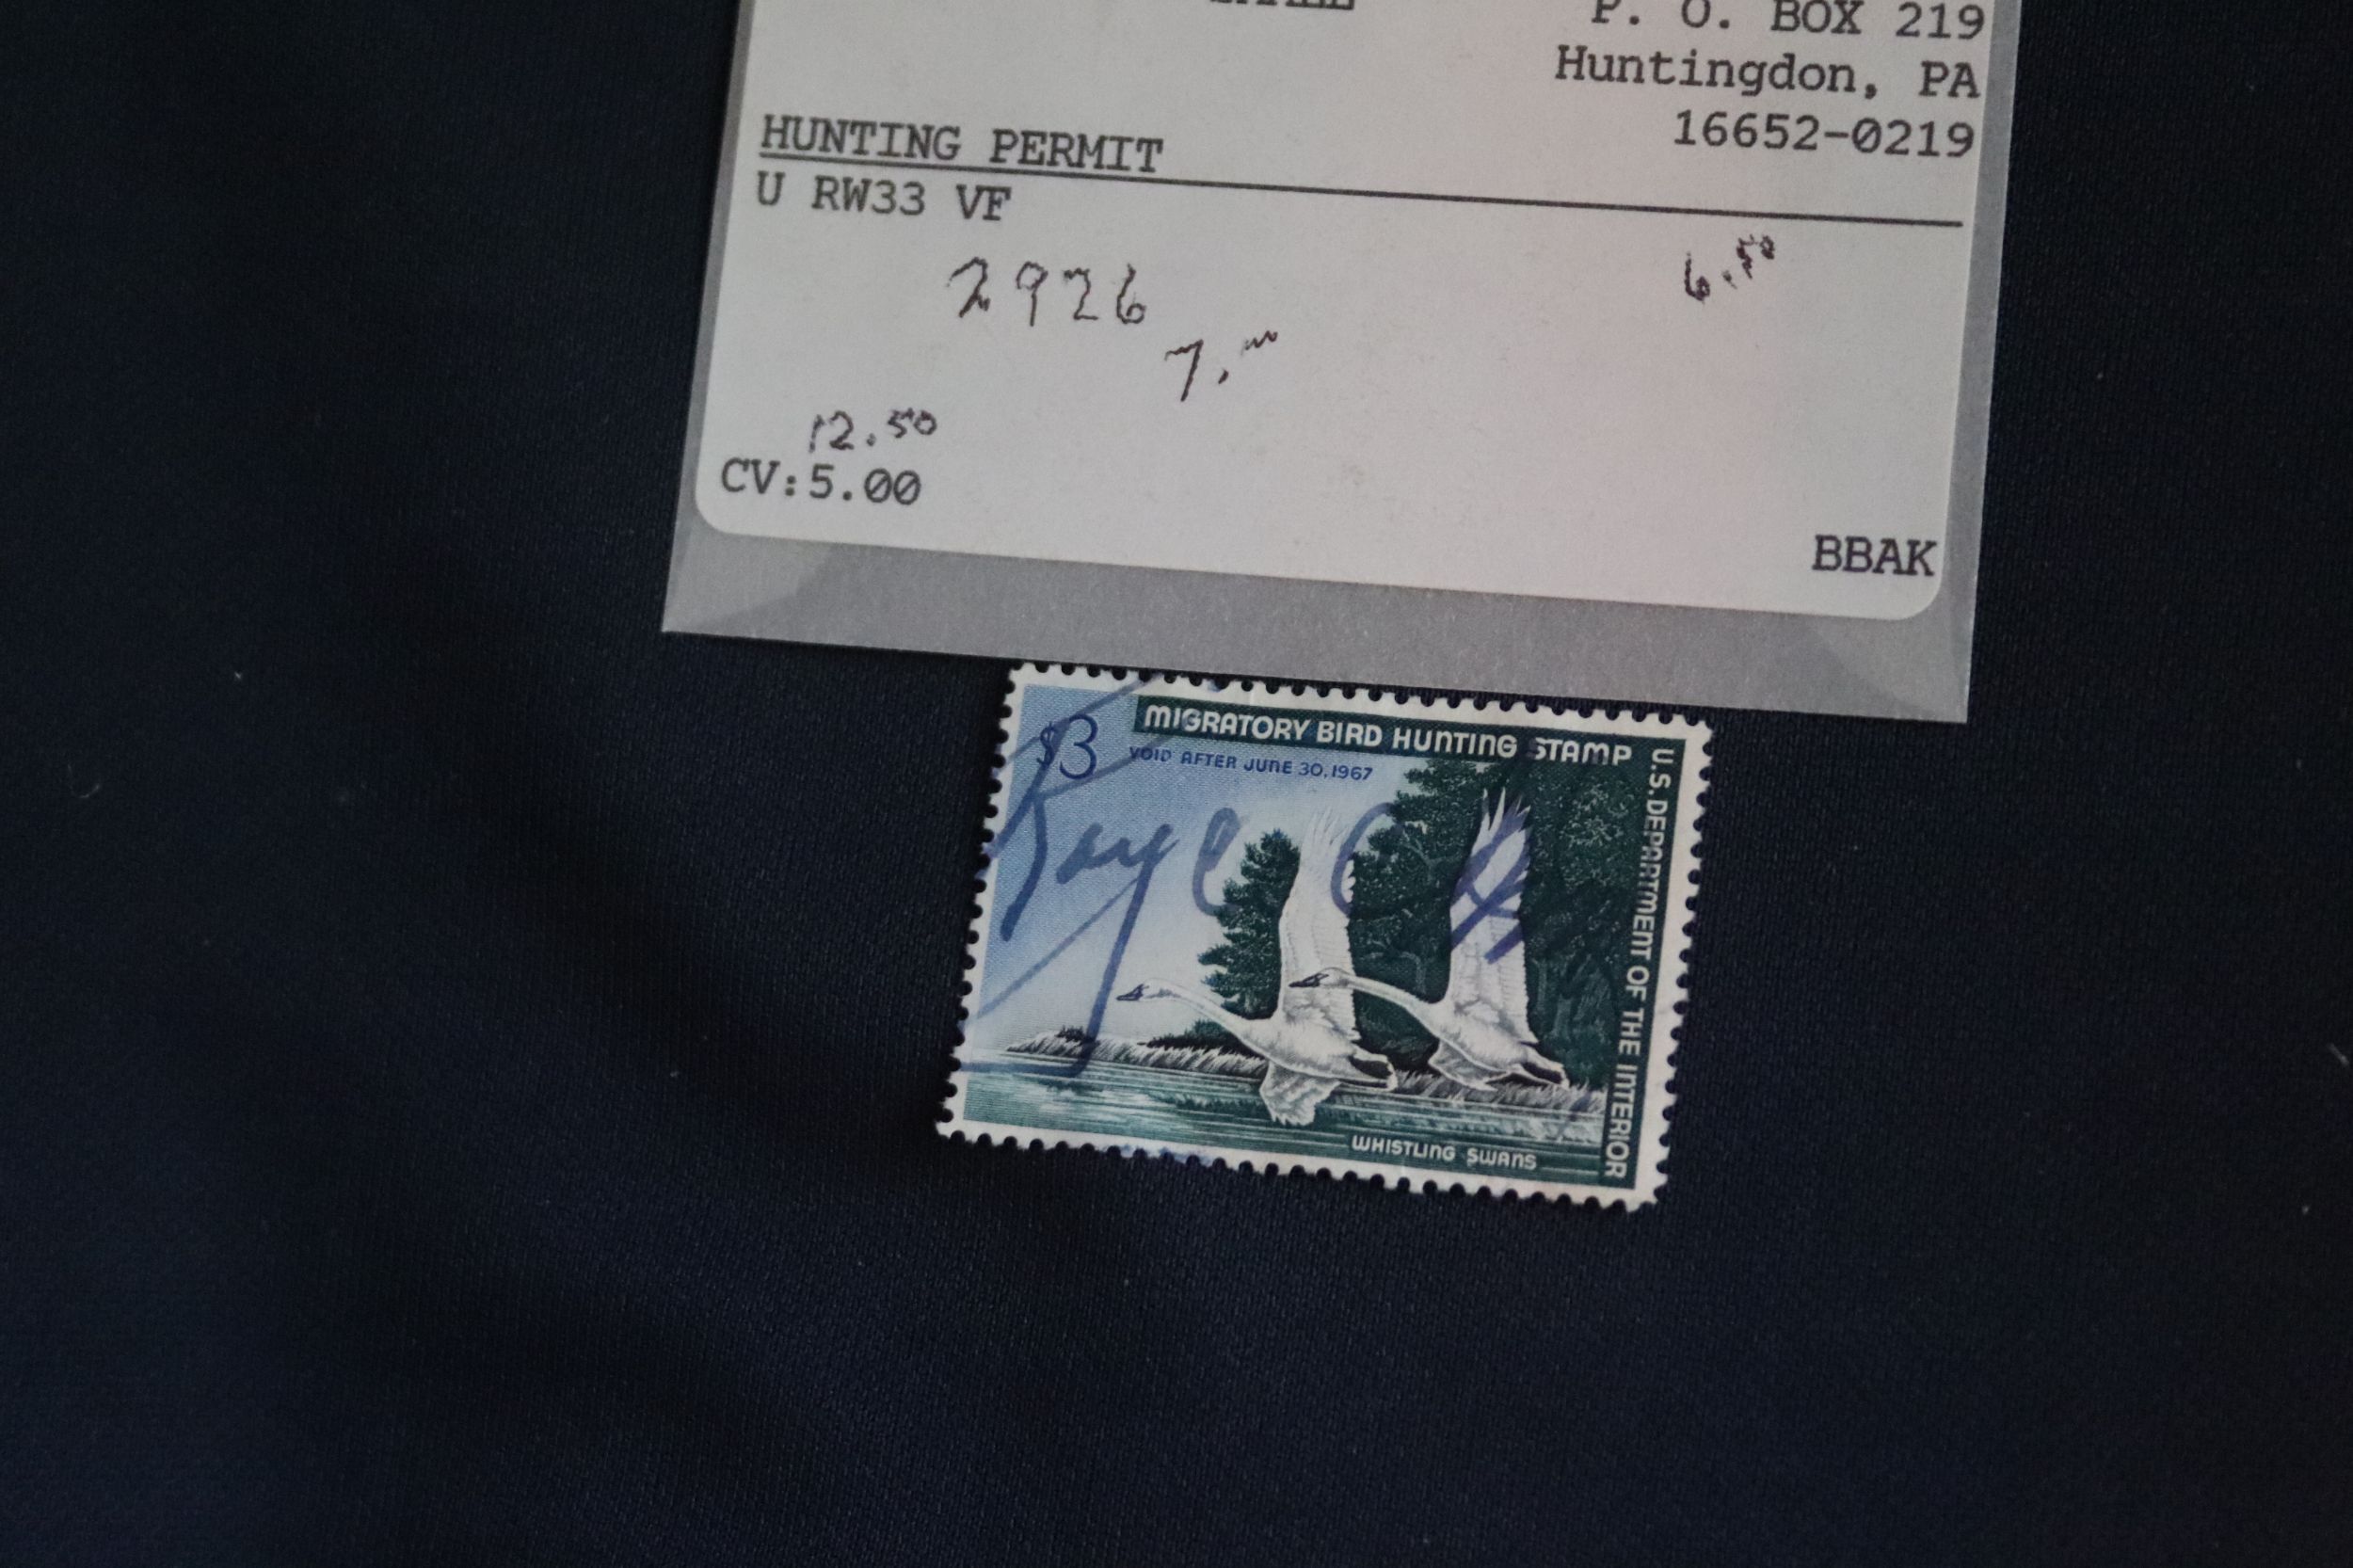 P. O. BOX 219
Huntingdon, PA
16652-0219
HUNTING PERMIT
U RW33 VF
6.50
2926
7.00
12.50
CV:5.00
BBAK
$3
MIGRATORY BIRD HUNTING STAMP
VOID AFTER JUNE 30, 1967
U.S. DEPARTMENT OF THE INTERIOR
WHISTLING SWANS